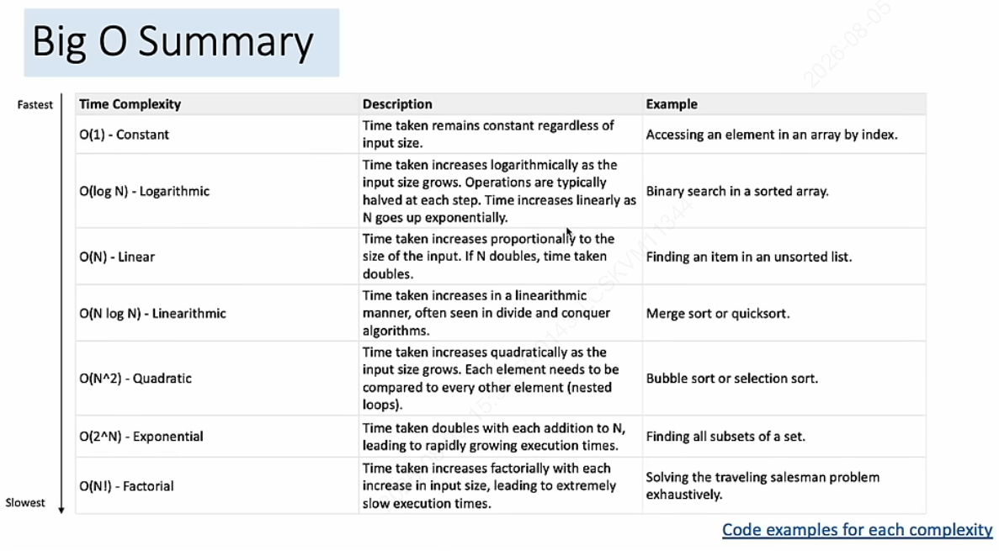 Big O Summary
Fastest
Time Complexity
Description
Example
O(1) - Constant
Time taken remains constant regardless of
input size.
Accessing an element in an array by index.
O(log N) - Logarithmic
Time taken increases logarithmically as the
input size grows. Operations are typically
halved at each step. Time increases linearly as
N goes up exponentially.
Binary search in a sorted array.
O(N) - Linear
Time taken increases proportionally to the
size of the input. If N doubles, time taken
doubles.
Finding an item in an unsorted list.
O(N log N) - Linearithmic
Time taken increases in a linearithmic
manner, often seen in divide and conquer
algorithms.
Merge sort or quicksort.
O(N^2) - Quadratic
Time taken increases quadratically as the
input size grows. Each element needs to be
compared to every other element (nested
loops).
Bubble sort or selection sort.
O(2^N) - Exponential
Time taken doubles with each addition to N,
leading to rapidly growing execution times.
Finding all subsets of a set.
O(N!) - Factorial
Time taken increases factorially with each
increase in input size, leading to extremely
slow execution times.
Solving the traveling salesman problem
exhaustively.
Slowest
Code examples for each complexity
2026-08-05